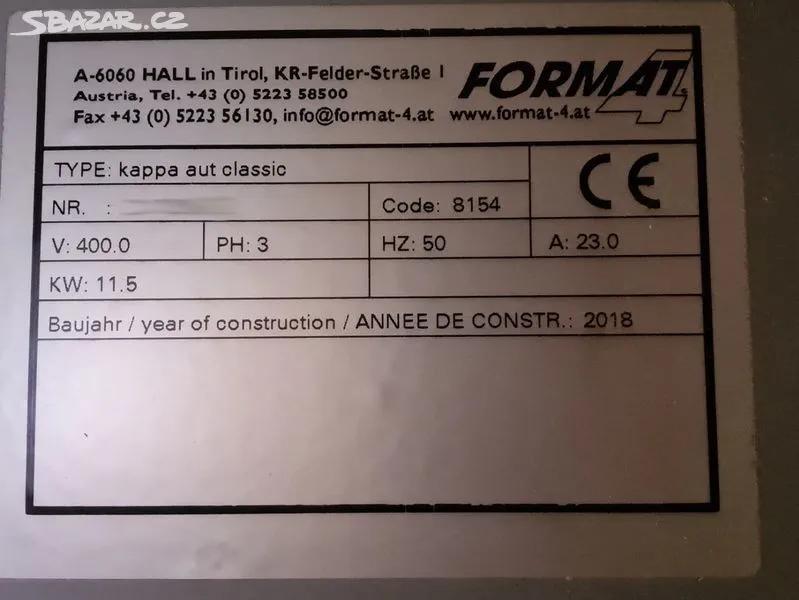 SBAZAR.CZ
A-6060 HALL in Tirol, KR-Felder-Straße 1
Austria, Tel. +43 (0) 5223 58500
Fax +43 (0) 5223 56130, info@format-4.at www.format-4.at
FORMAT 4
TYPE: kappa aut classic
CE
NR. :
Code: 8154
V: 400.0
PH: 3
HZ: 50
A: 23.0
KW: 11.5
Baujahr / year of construction / ANNEE DE CONSTR.: 2018